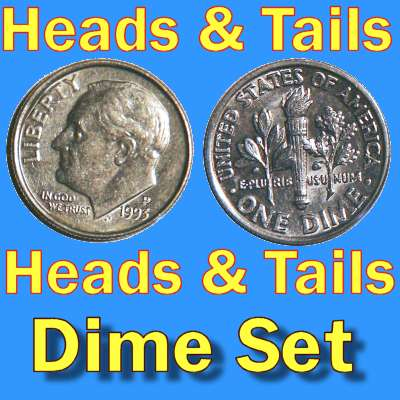 Heads & Tails
LIBERTY
IN GOD
WE TRUST
P
1993
UNITED STATES OF AMERICA
E PLURIBUS UNUM
ONE DIME
Heads & Tails
Dime Set